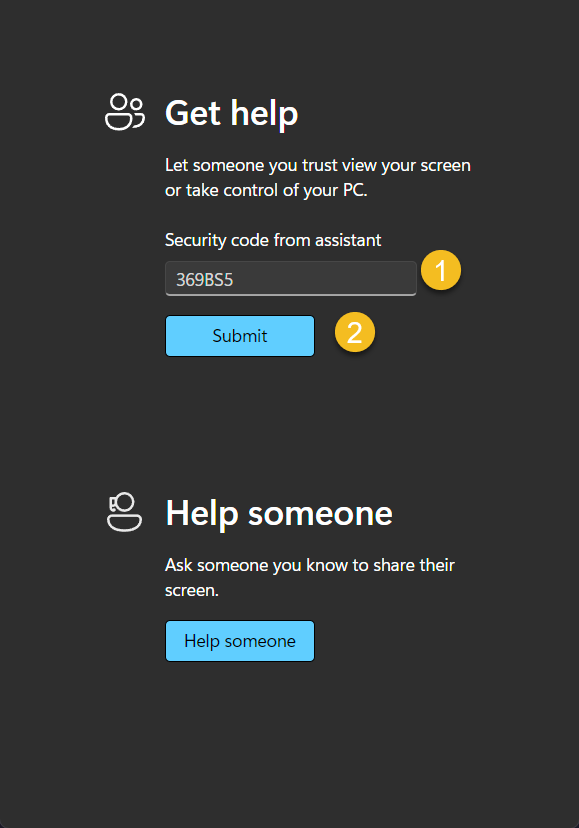 Get help
Let someone you trust view your screen
or take control of your PC.
Security code from assistant
369BS5
1
Submit
2
Help someone
Ask someone you know to share their
screen.
Help someone